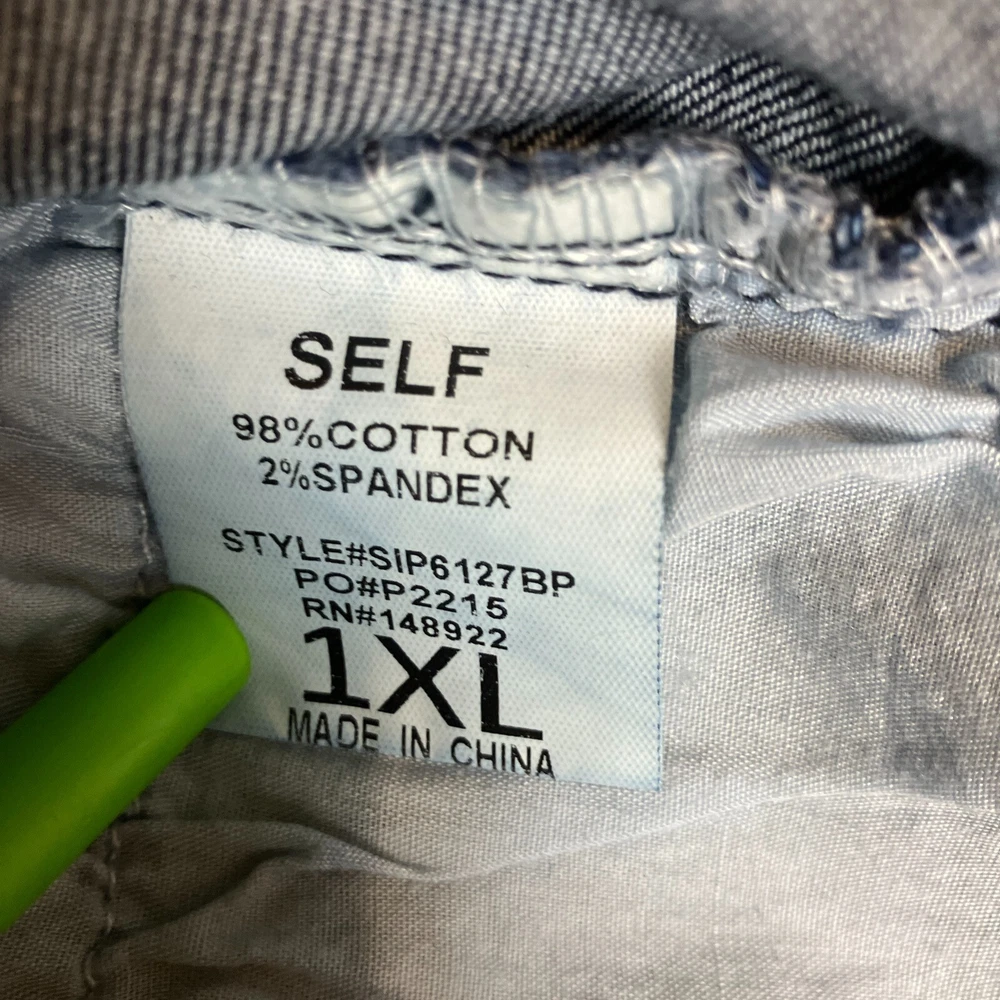 SELF
98%COTTON
2%SPANDEX
STYLE#SIP6127BP
PO#P2215
RN#148922
1XL
MADE IN CHINA